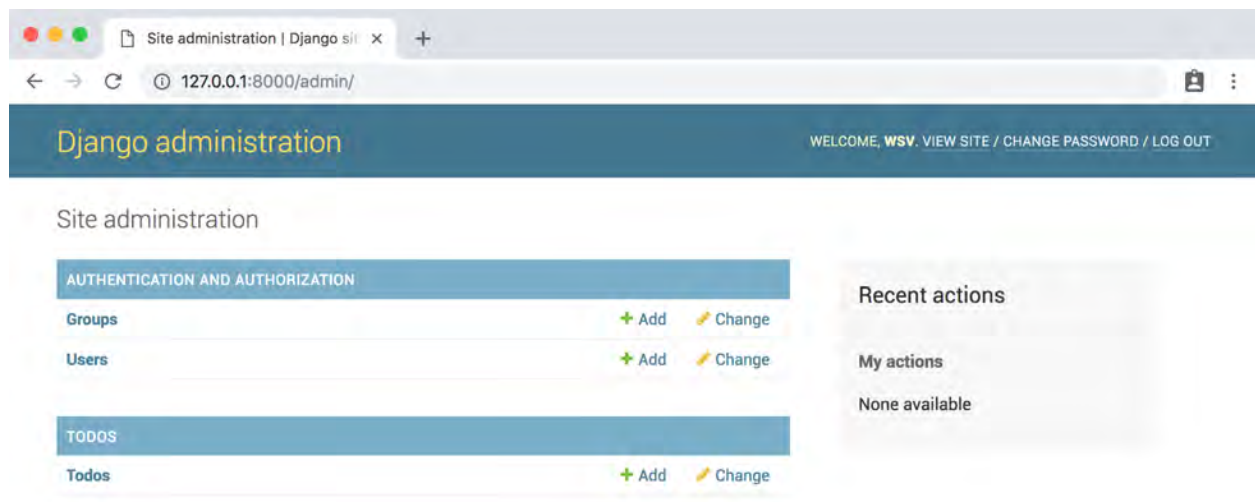 Site administration | Django sit
127.0.0.1:8000/admin/
Django administration
WELCOME, WSV. VIEW SITE / CHANGE PASSWORD / LOG OUT
Site administration
AUTHENTICATION AND AUTHORIZATION
Groups Add Change
Users Add Change
TODOS
Todos Add Change
Recent actions
My actions
None available